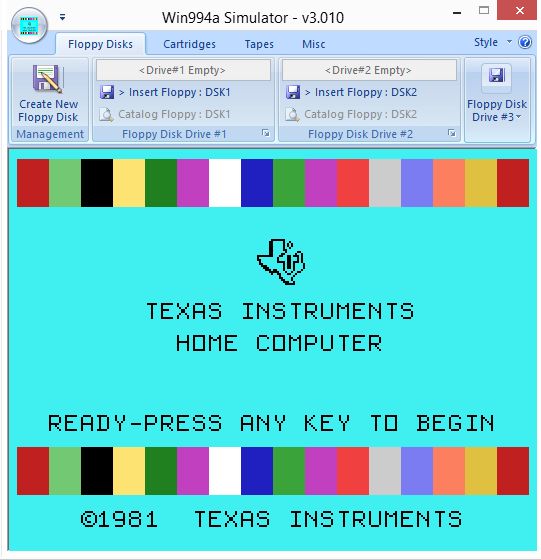 Win994a Simulator - v3.010
Floppy Disks Cartridges Tapes Misc Style
<Drive#1 Empty> <Drive#2 Empty>
Create New
Floppy Disk
> Insert Floppy : DSK1
Catalog Floppy : DSK1
> Insert Floppy : DSK2
Catalog Floppy : DSK2
Floppy Disk
Drive #3
Management Floppy Disk Drive #1 Floppy Disk Drive #2
TEXAS INSTRUMENTS
HOME COMPUTER
READY-PRESS ANY KEY TO BEGIN
©1981 TEXAS INSTRUMENTS